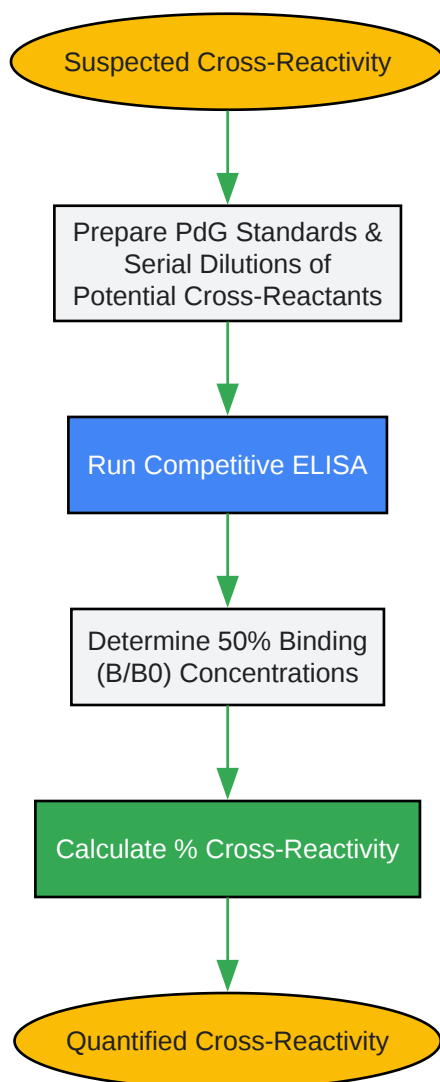 Suspected Cross-Reactivity
Prepare PdG Standards &
Serial Dilutions of
Potential Cross-Reactants
Run Competitive ELISA
Determine 50% Binding
(B/B0) Concentrations
Calculate % Cross-Reactivity
Quantified Cross-Reactivity